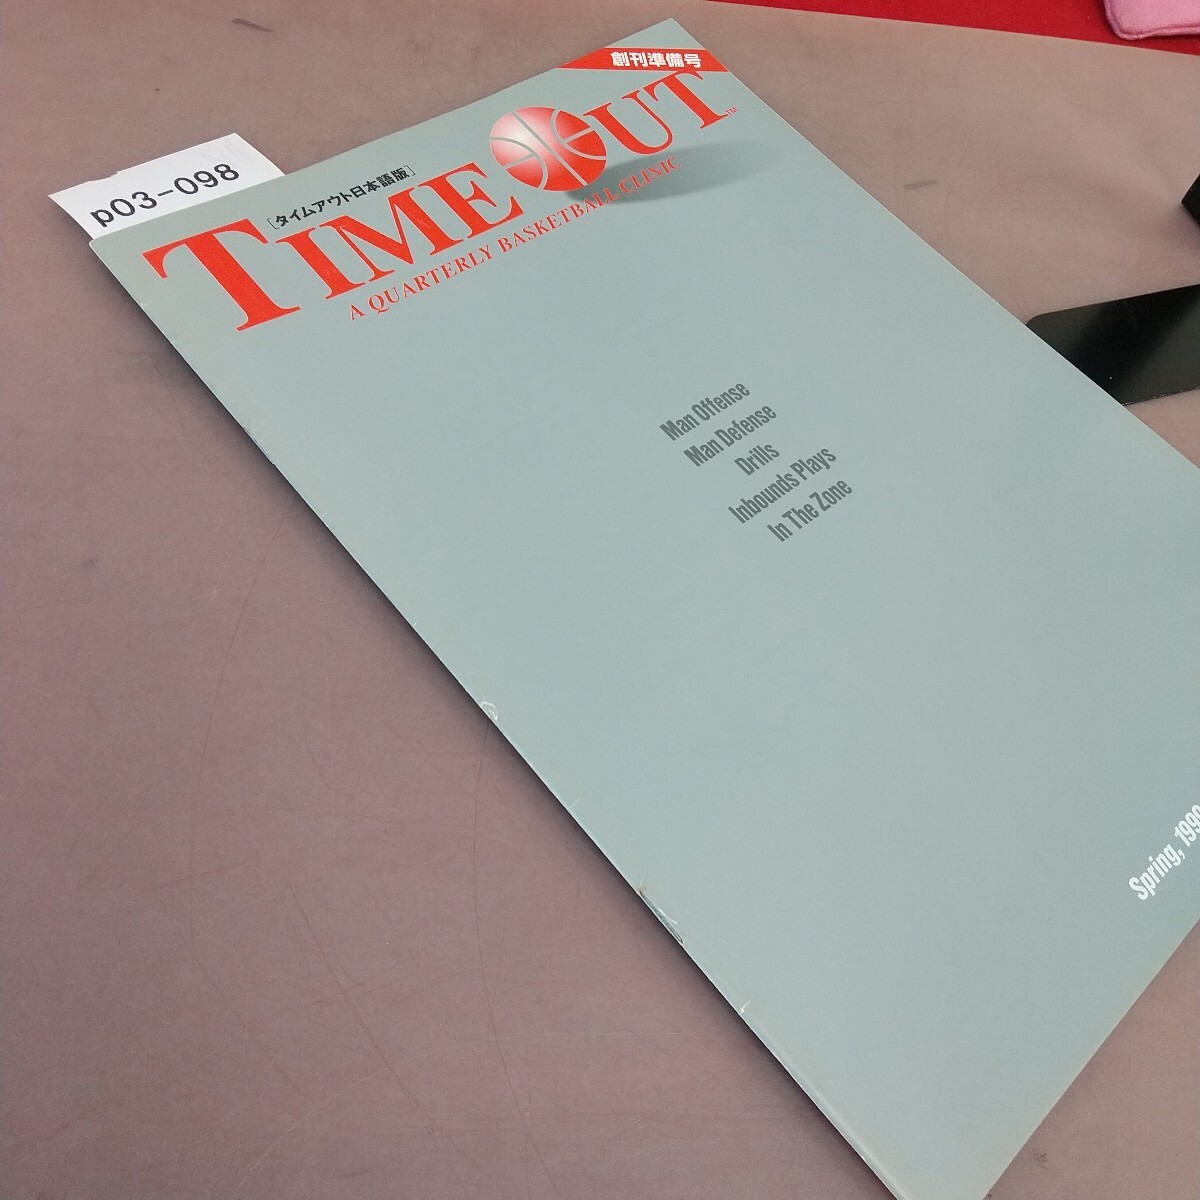 p03-098
創刊準備号
[タイムアウト日本語版]
TIME OUT™
A QUARTERLY BASKETBALL CLINIC
Man Offense
Man Defense
Drills
Inbounds Plays
In The Zone
Spring,